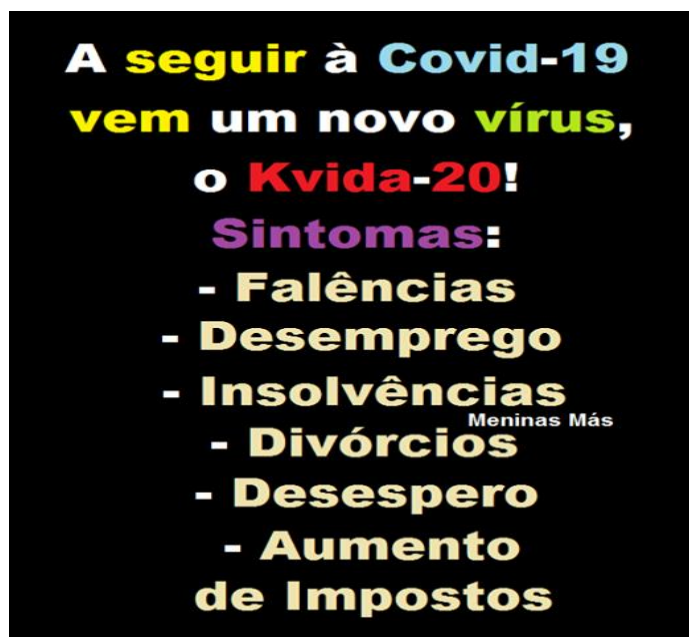 A seguir à Covid-19
vem um novo vírus,
o Kvida-20!
Sintomas:
- Falências
- Desemprego
- Insolvências
Meninas Más
- Divórcios
- Desespero
- Aumento
de Impostos